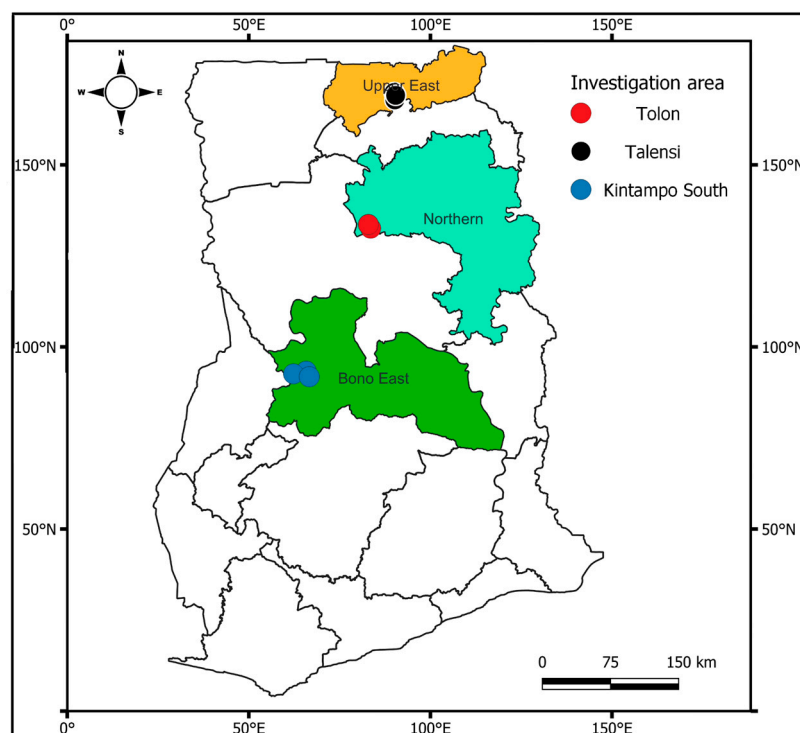 0° 50°E 100°E 150°E
N
W E
S
Upper East
Investigation area
Tolon
Talensi
Kintampo South
150°N 150°N
Northern
100°N 100°N
Bono East
50°N 50°N
0 75 150 km
0° 50°E 100°E 150°E